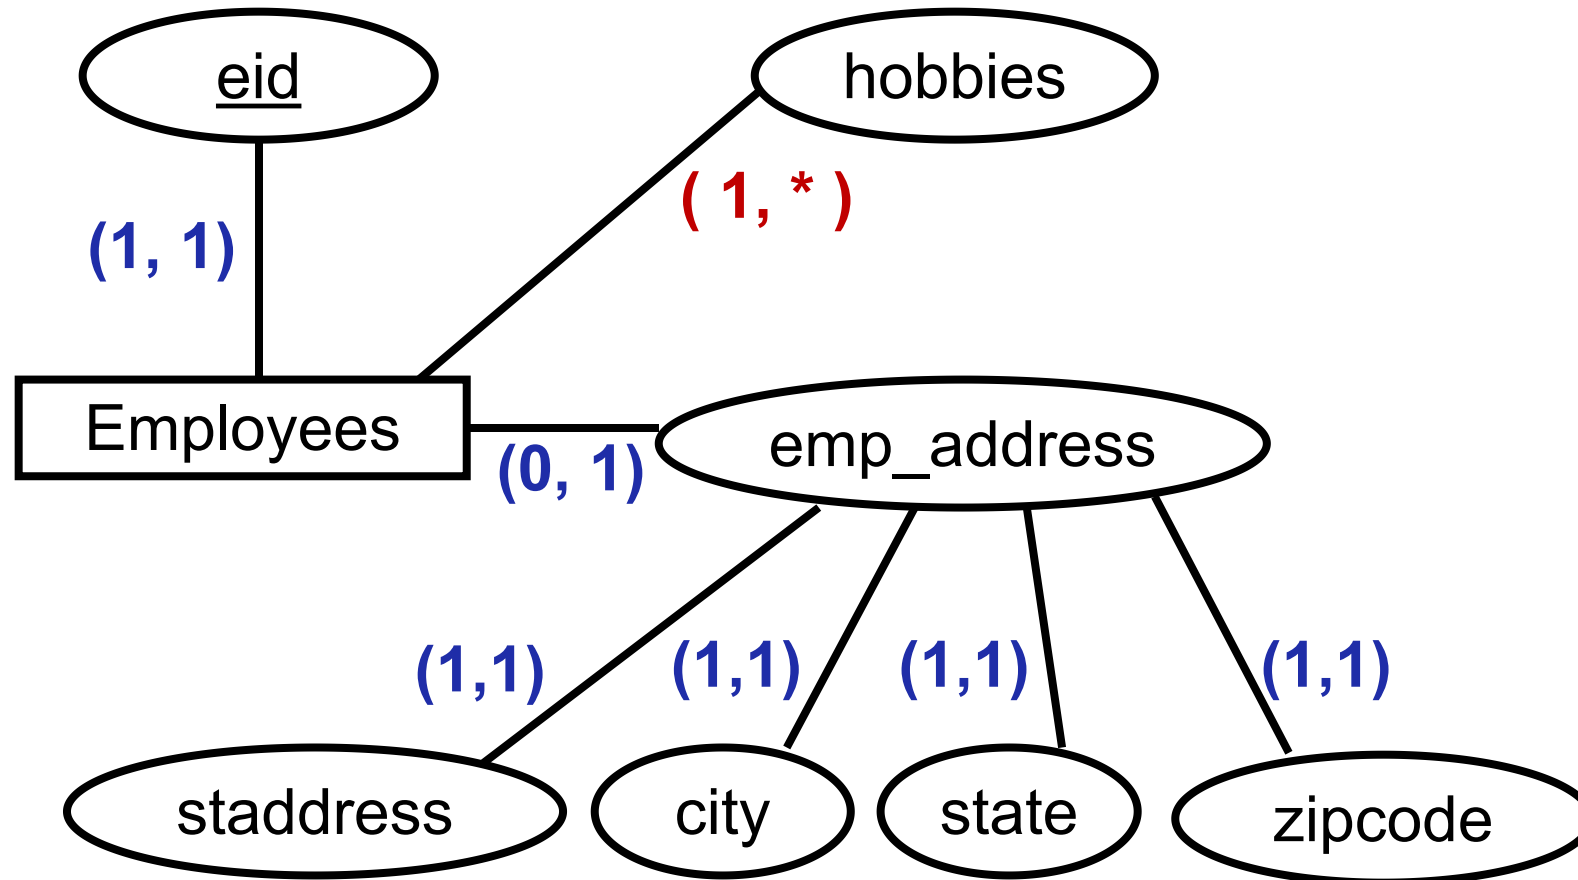 eid
hobbies
( 1, * )
(1, 1)
Employees
emp_address
(0, 1)
(1,1)
(1,1)
(1,1)
(1,1)
staddress
city
state
zipcode